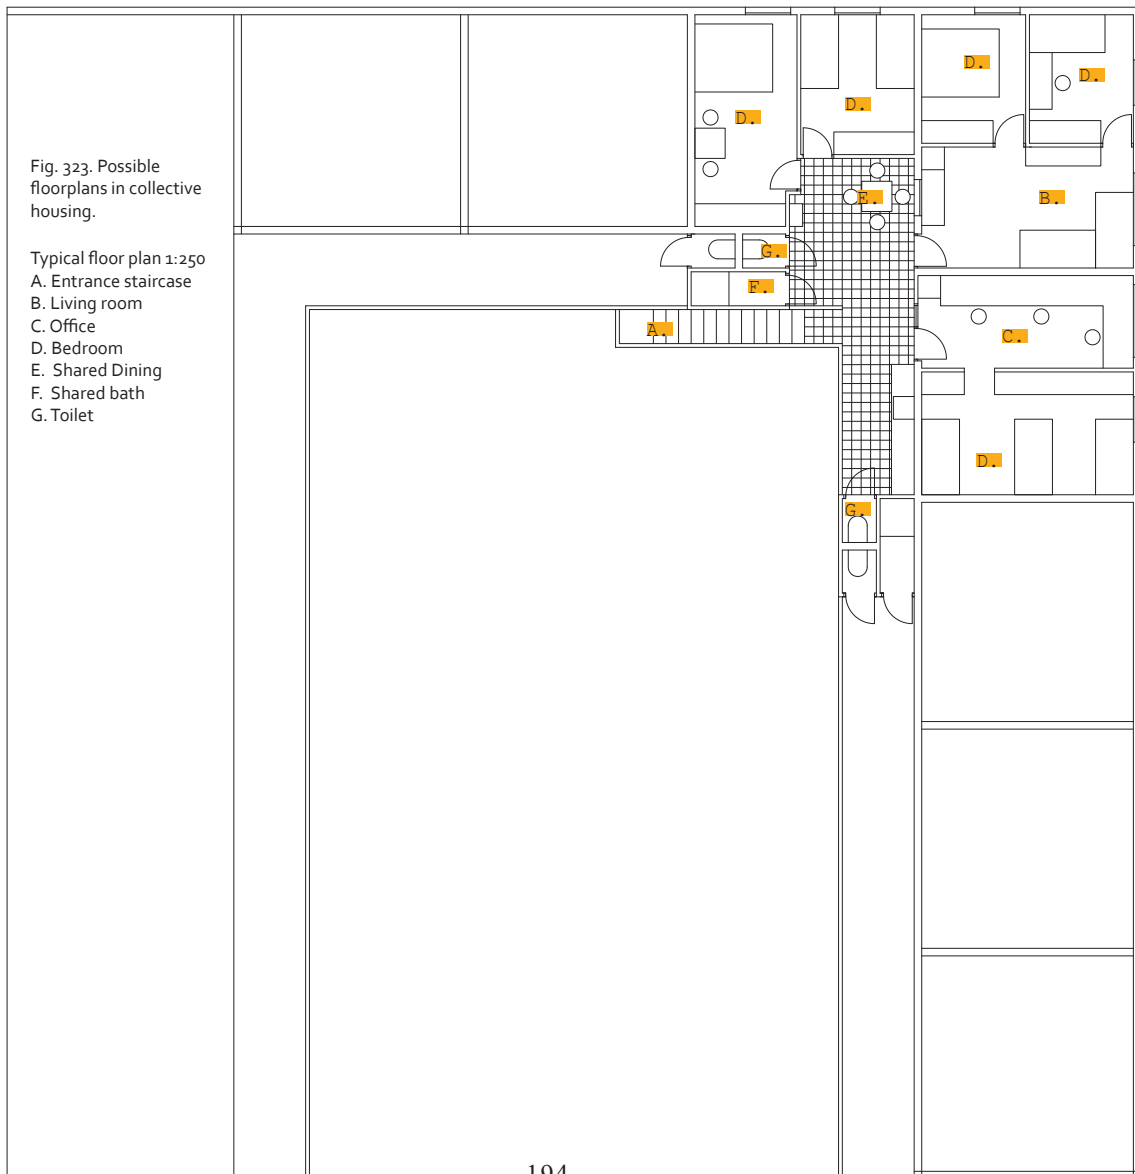 Fig. 323. Possible
floorplans in collective
housing.
Typical floor plan 1:250
A. Entrance staircase
B. Living room
C. Office
D. Bedroom
E. Shared Dining
F. Shared bath
G. Toilet
D.
D.
D.
D.
E.
B.
G.
F.
A.
C.
D.
G.
194